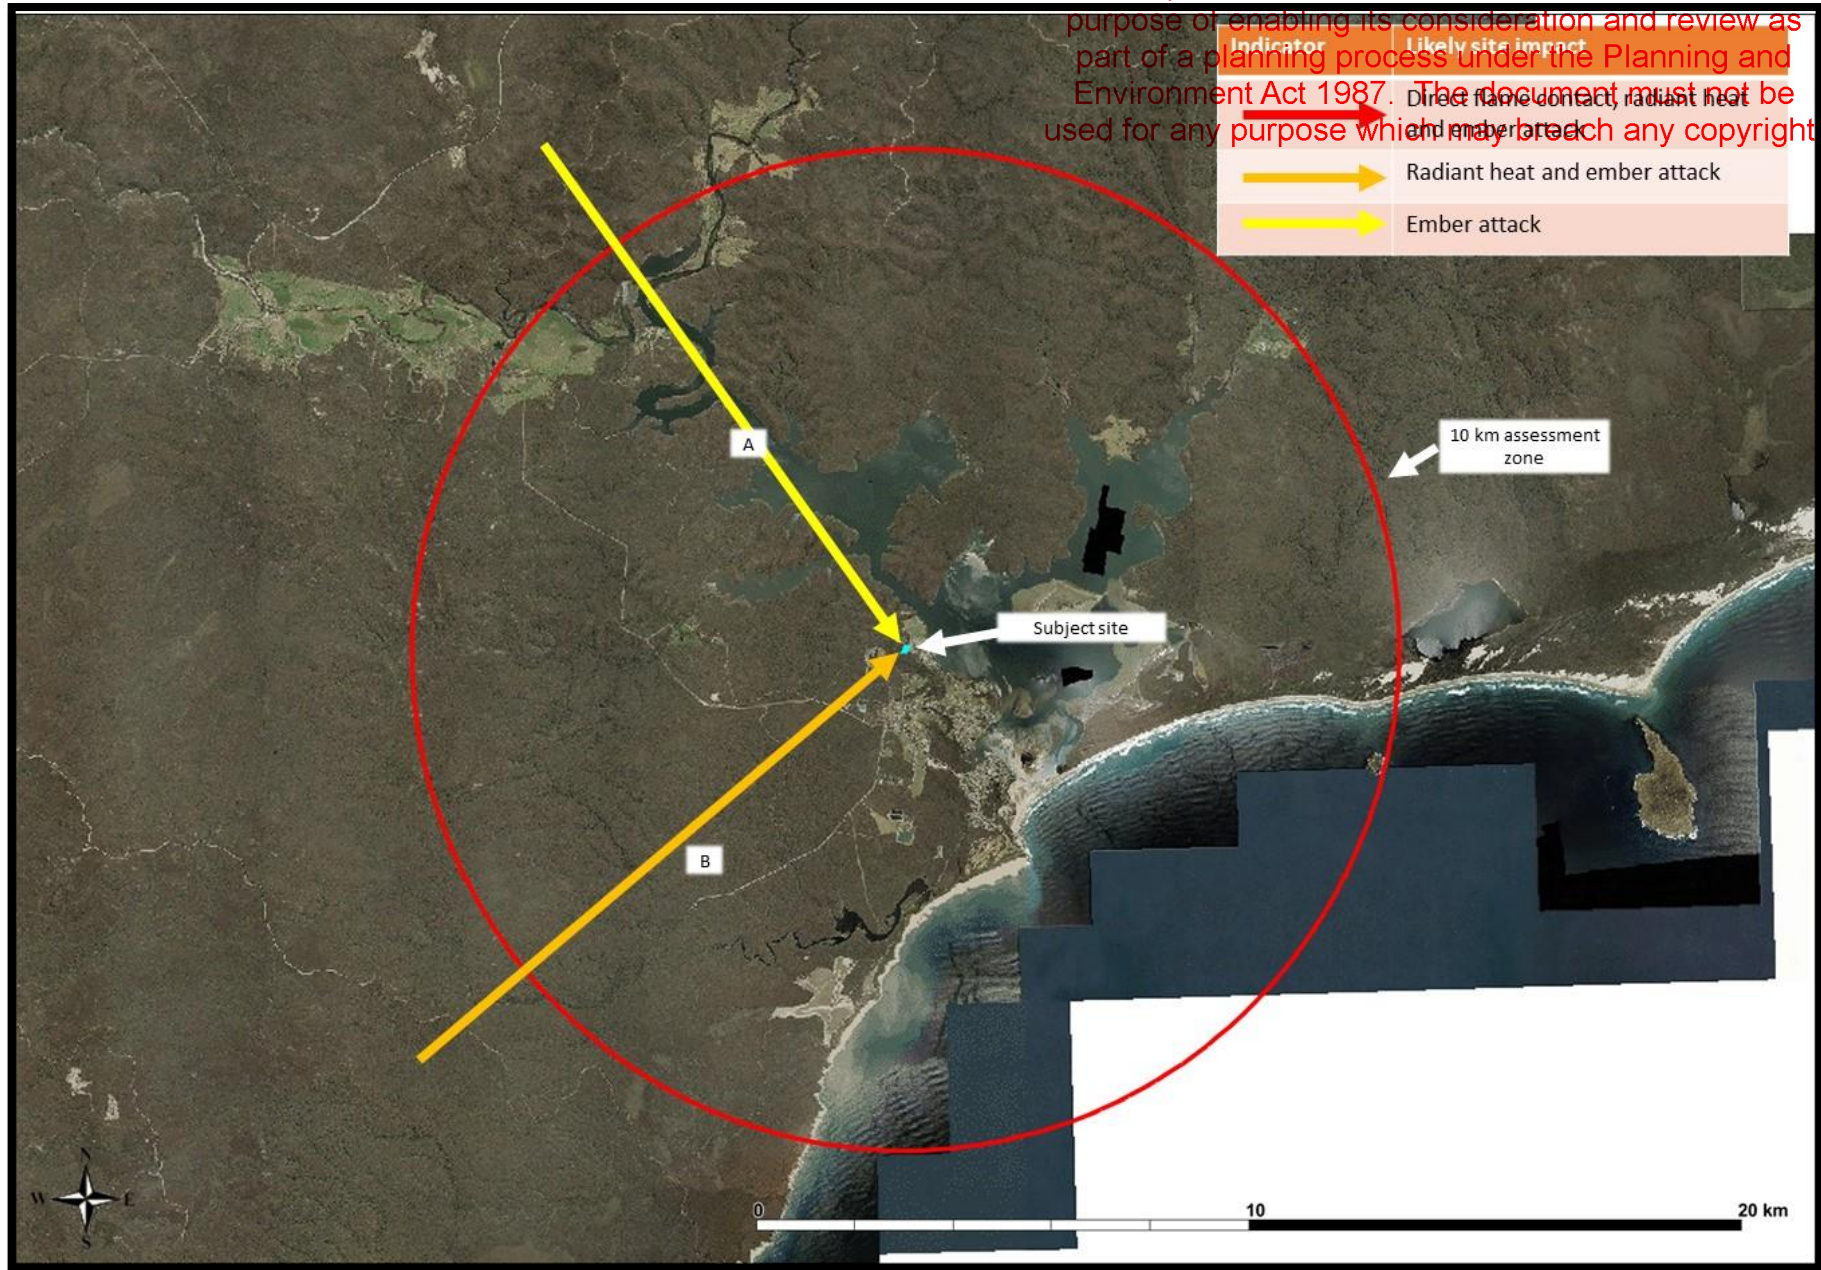 purpose of enabling its consideration and review as
part of a planning process under the Planning and
Environment Act 1987. The document must not be
used for any purpose which may breach any copyright
Indicator Likely site impact
Direct flame contact, radiant heat
and ember attack
Radiant heat and ember attack
Ember attack
10 km assessment
zone
A
Subject site
B
N
W E
S
0 10 20 km